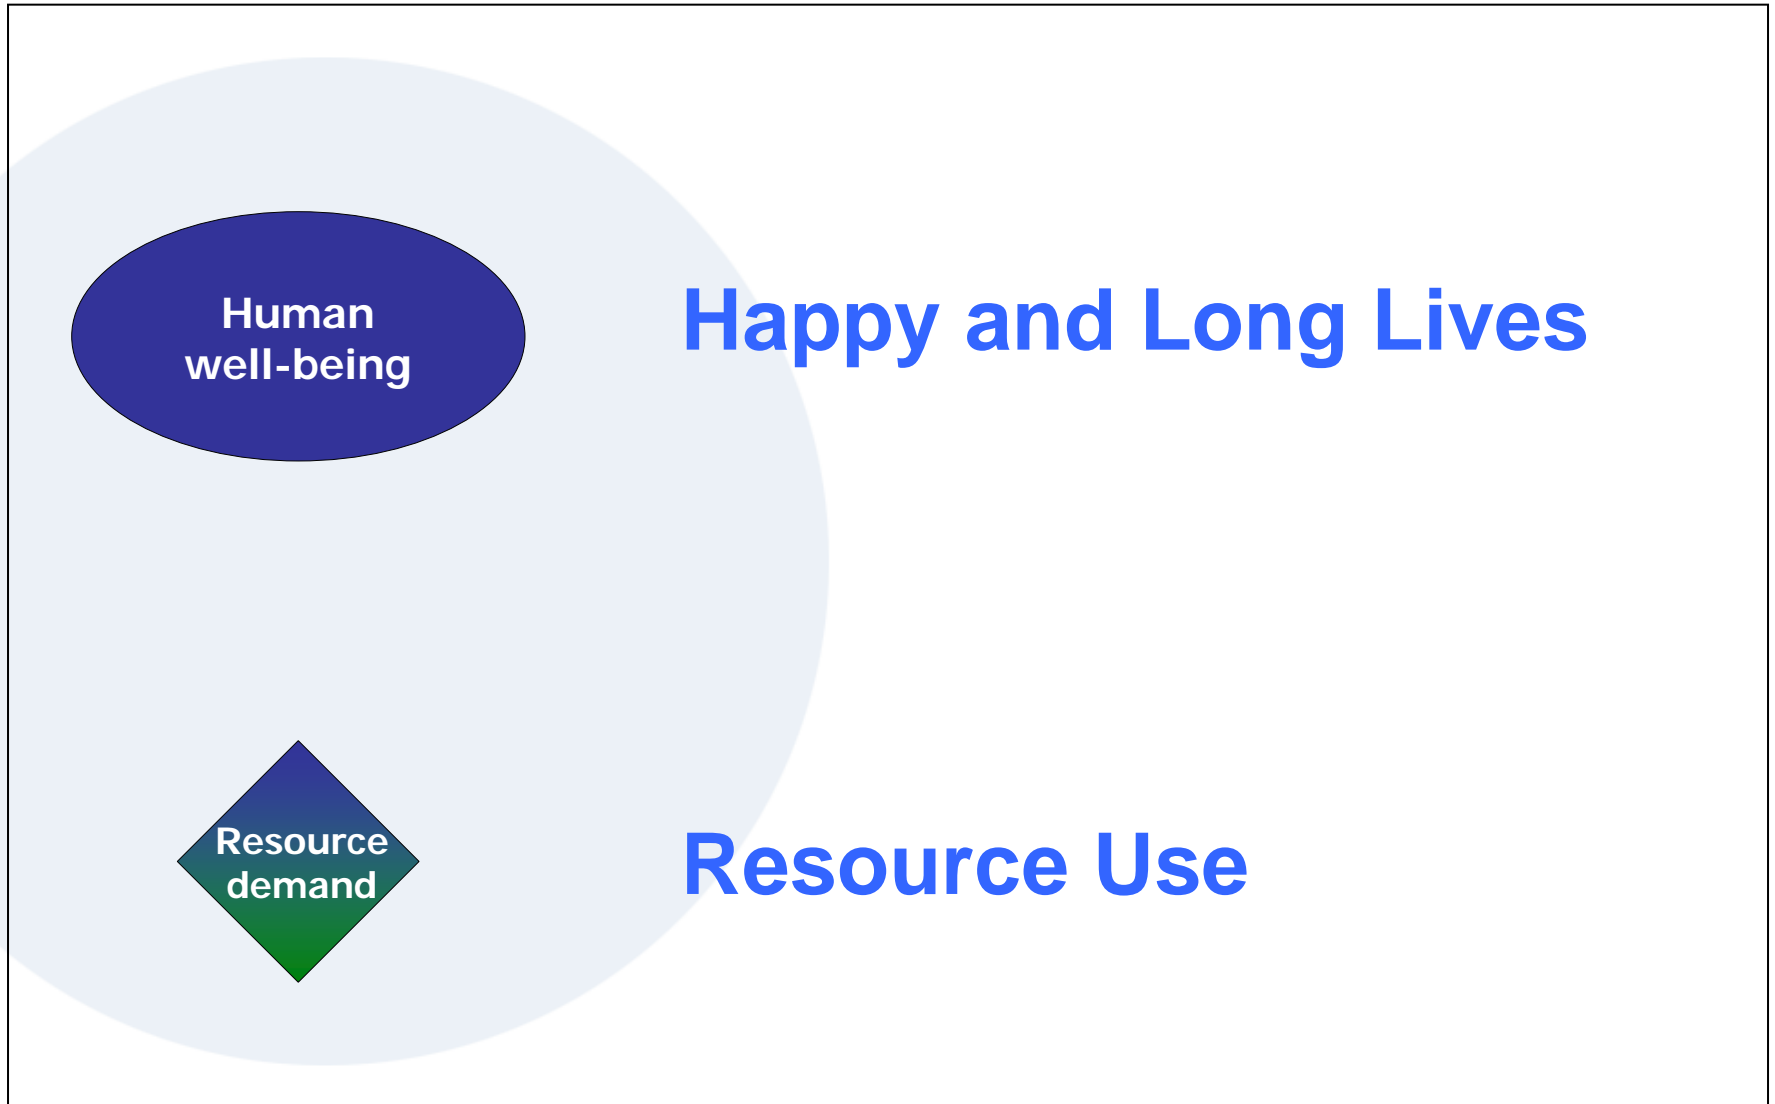 Human
well-being
Happy and Long Lives
Resource
demand
Resource Use